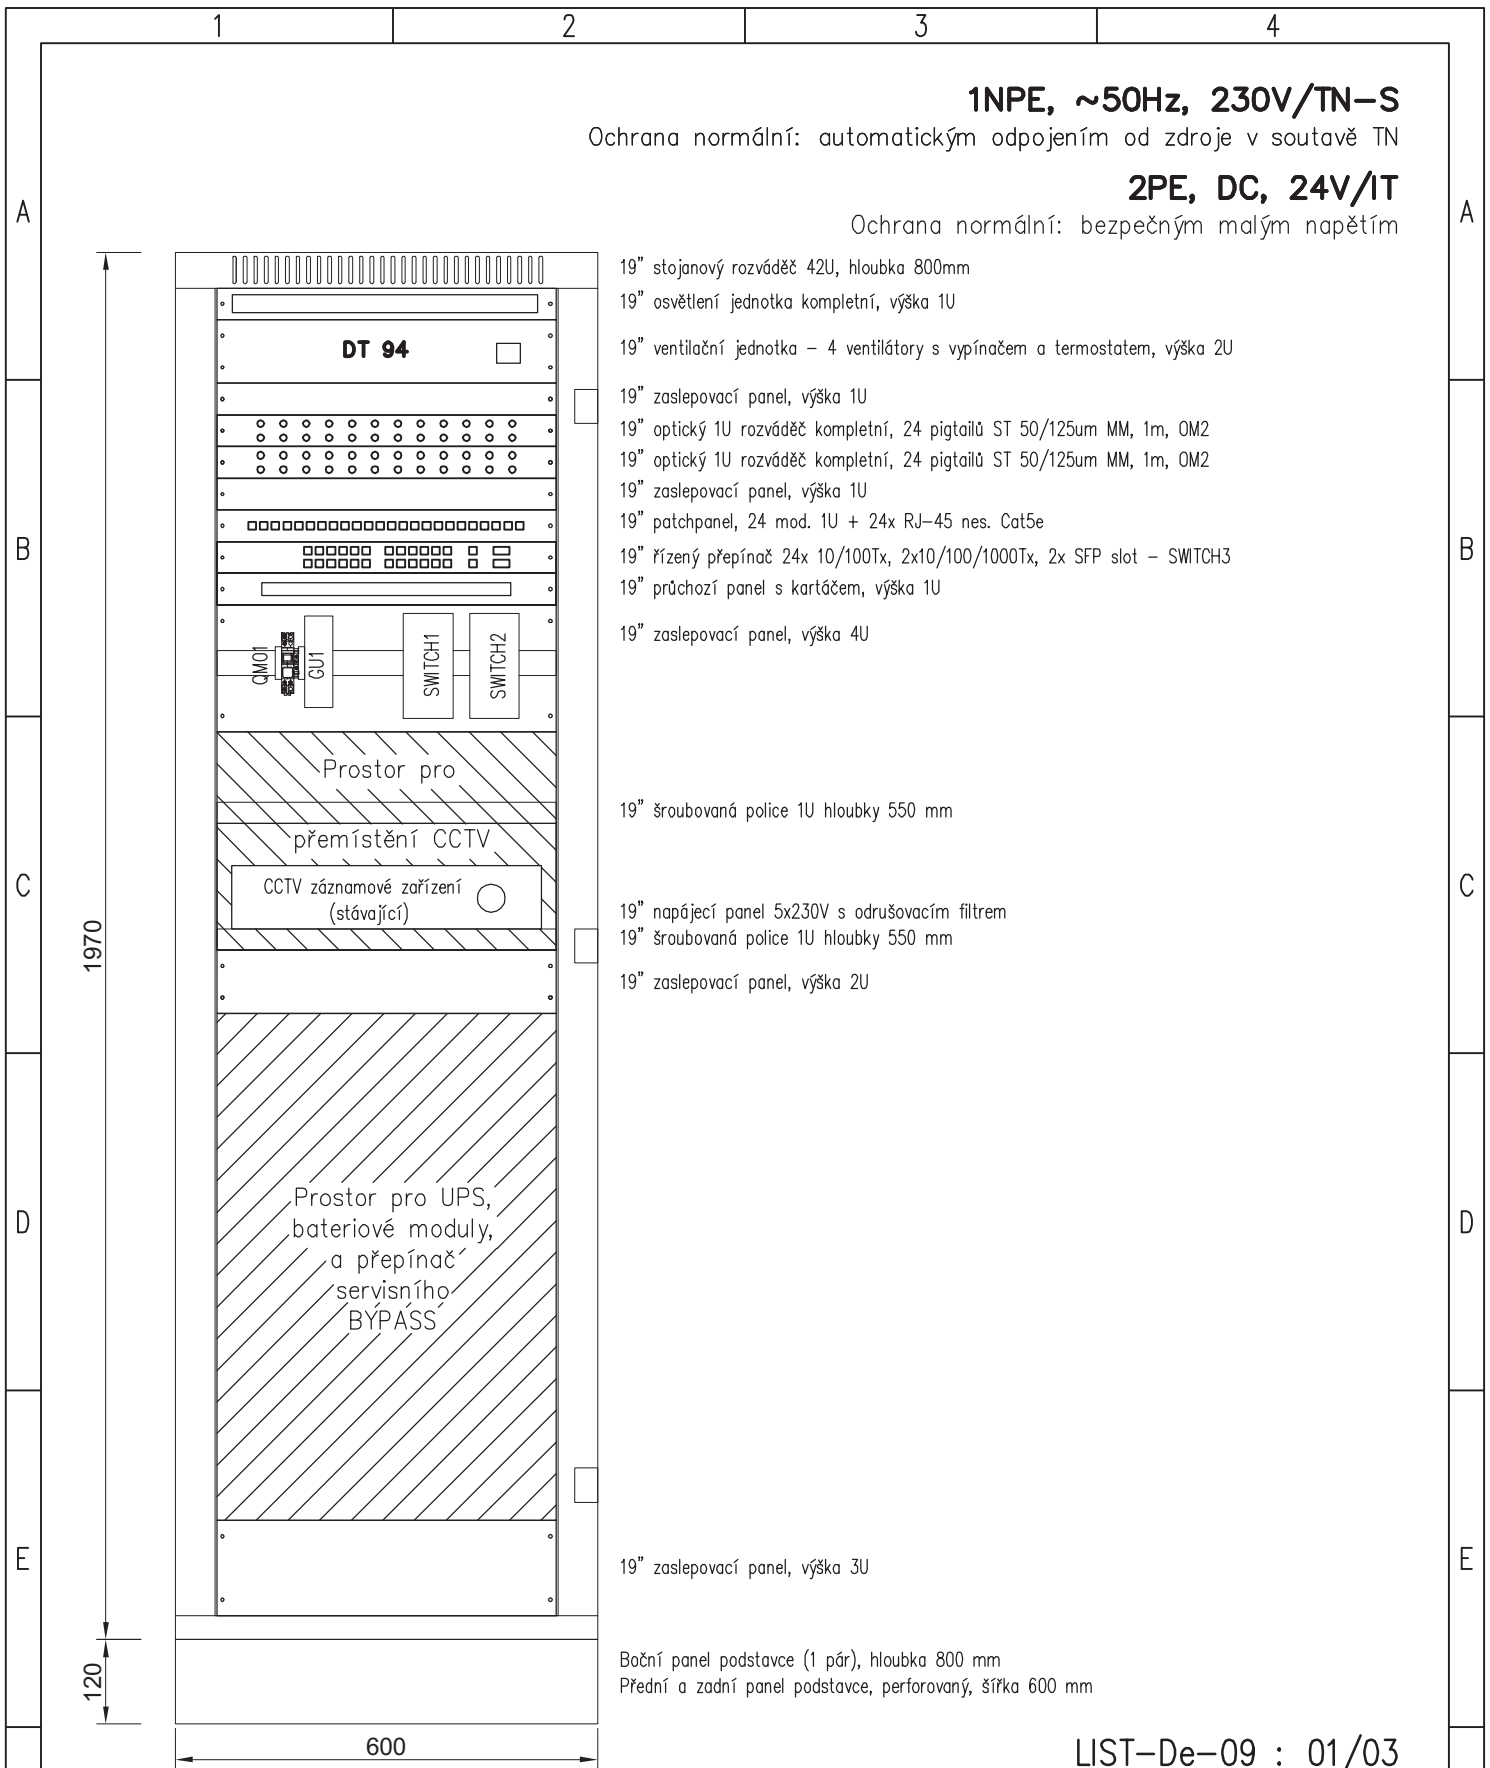 1 2 3 4
1NPE, ~50Hz, 230V/TN-S
Ochrana normální: automatickým odpojením od zdroje v soutavě TN
2PE, DC, 24V/IT
Ochrana normální: bezpečným malým napětím
A A
19" stojanový rozváděč 42U, hloubka 800mm
19" osvětlení jednotka kompletní, výška 1U
DT 94
19" ventilační jednotka – 4 ventilátory s vypínačem a termostatem, výška 2U
19" zaslepovací panel, výška 1U
19" optický 1U rozváděč kompletní, 24 pigtailů ST 50/125um MM, 1m, OM2
19" optický 1U rozváděč kompletní, 24 pigtailů ST 50/125um MM, 1m, OM2
19" zaslepovací panel, výška 1U
19" patchpanel, 24 mod. 1U + 24x RJ-45 nes. Cat5e
B B
19" řízený přepínač 24x 10/100Tx, 2x10/100/1000Tx, 2x SFP slot – SWITCH3
19" průchozí panel s kartáčem, výška 1U
19" zaslepovací panel, výška 4U
QM01
GU1
SWITCH1
SWITCH2
Prostor pro
přemístění CCTV
19" šroubovaná police 1U hloubky 550 mm
CCTV záznamové zařízení
(stávající)
C C
19" napájecí panel 5x230V s odrušovacím filtrem
19" šroubovaná police 1U hloubky 550 mm
1970
19" zaslepovací panel, výška 2U
Prostor pro UPS,
bateriové moduly,
a přepínač
servisního
BYPASS
D D
E E
19" zaslepovací panel, výška 3U
120
Boční panel podstavce (1 pár), hloubka 800 mm
Přední a zadní panel podstavce, perforovaný, šířka 600 mm
600
LIST-De-09 : 01/03